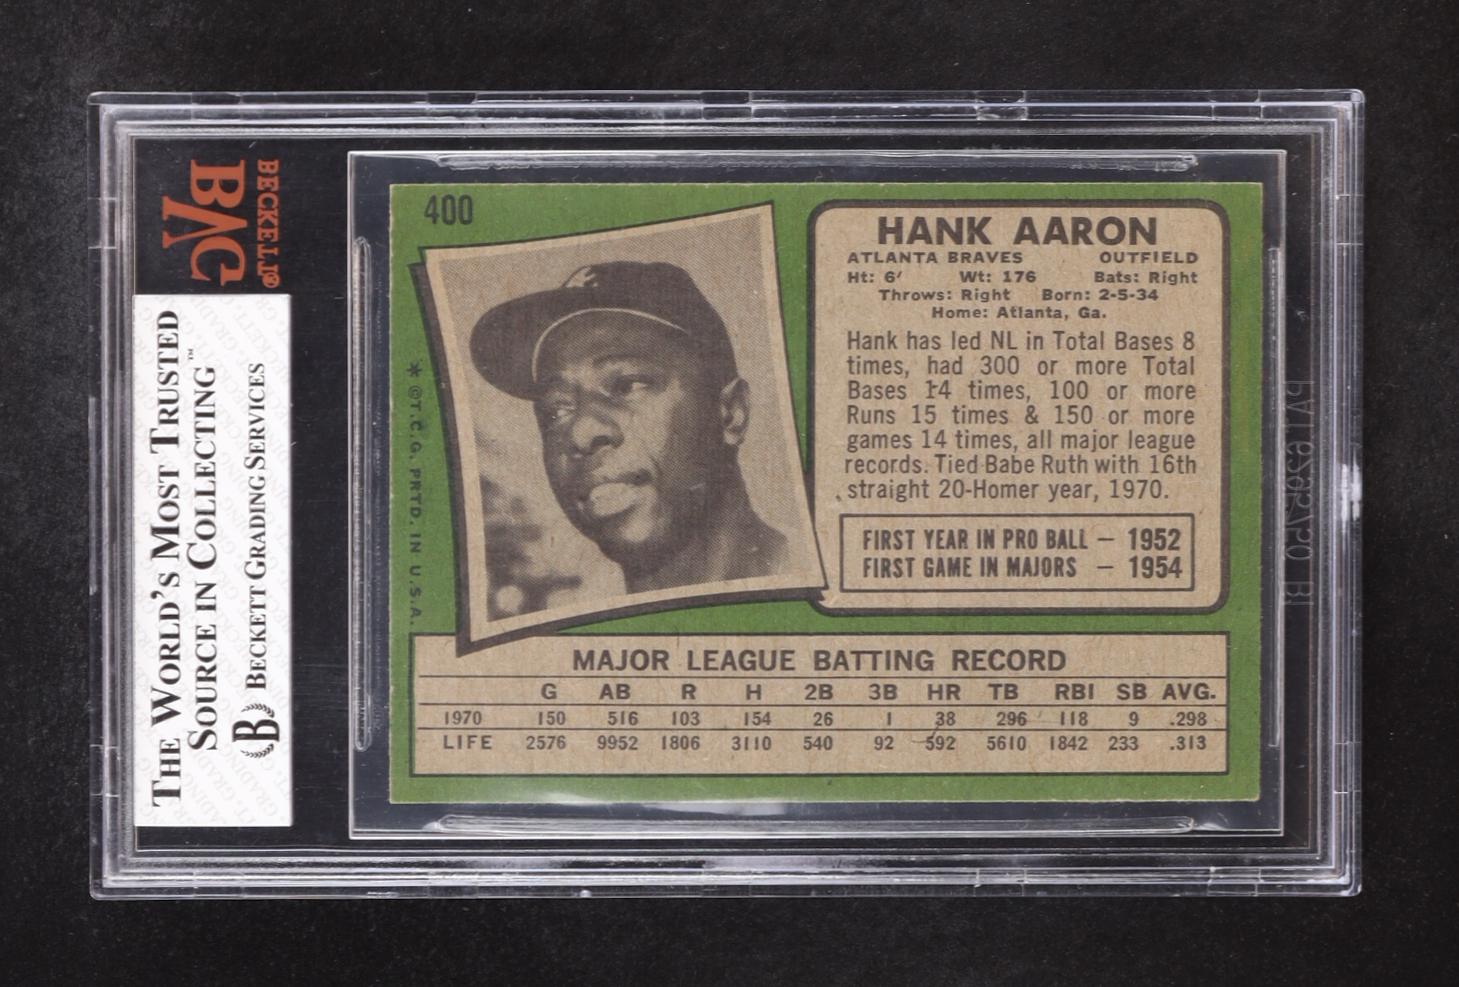 BECKETT®
BVG
THE WORLD'S MOST TRUSTED
SOURCE IN COLLECTING™
BECKETT GRADING SERVICES
400
* ©T.C.G. PRTD. IN U.S.A.
HANK AARON
ATLANTA BRAVES OUTFIELD
Ht: 6' Wt: 176 Bats: Right
Throws: Right Born: 2-5-34
Home: Atlanta, Ga.
Hank has led NL in Total Bases 8
times, had 300 or more Total
Bases 14 times, 100 or more
Runs 15 times & 150 or more
games 14 times, all major league
records. Tied Babe Ruth with 16th
straight 20-Homer year, 1970.
FIRST YEAR IN PRO BALL — 1952
FIRST GAME IN MAJORS — 1954
MAJOR LEAGUE BATTING RECORD
G AB R H 2B 3B HR TB RBI SB AVG.
1970 150 516 103 154 26 1 38 296 118 9 .298
LIFE 2576 9952 1806 3110 540 92 592 5610 1842 233 .313